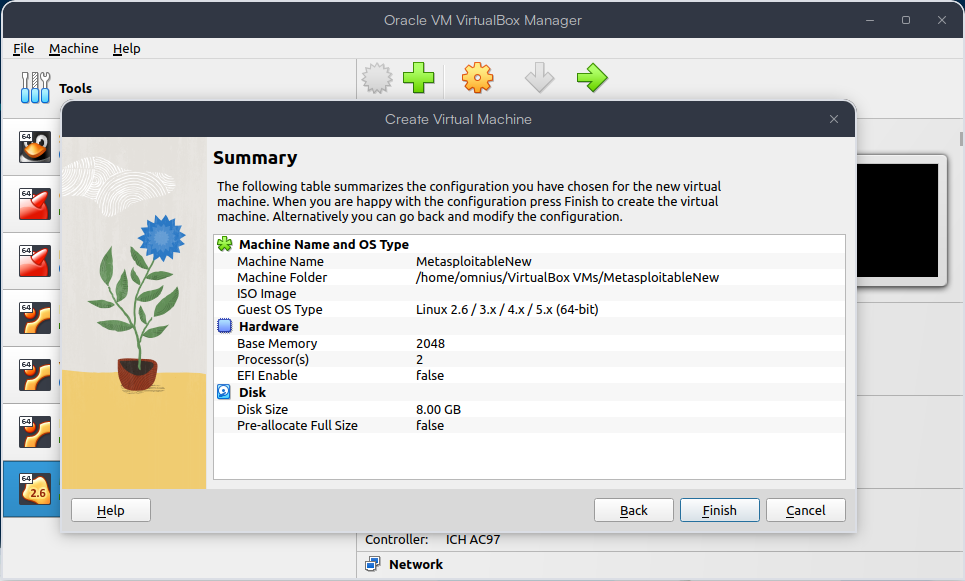 Oracle VM VirtualBox Manager
File Machine Help
Tools
Create Virtual Machine
64
64
64
64
64
64
64
2.6
Summary
The following table summarizes the configuration you have chosen for the new virtual
machine. When you are happy with the configuration press Finish to create the virtual
machine. Alternatively you can go back and modify the configuration.
Machine Name and OS Type
Machine Name MetasploitableNew
Machine Folder /home/omnius/VirtualBox VMs/MetasploitableNew
ISO Image
Guest OS Type Linux 2.6 / 3.x / 4.x / 5.x (64-bit)
Hardware
Base Memory 2048
Processor(s) 2
EFI Enable false
Disk
Disk Size 8.00 GB
Pre-allocate Full Size false
Help Back Finish Cancel
Controller: ICH AC97
Network